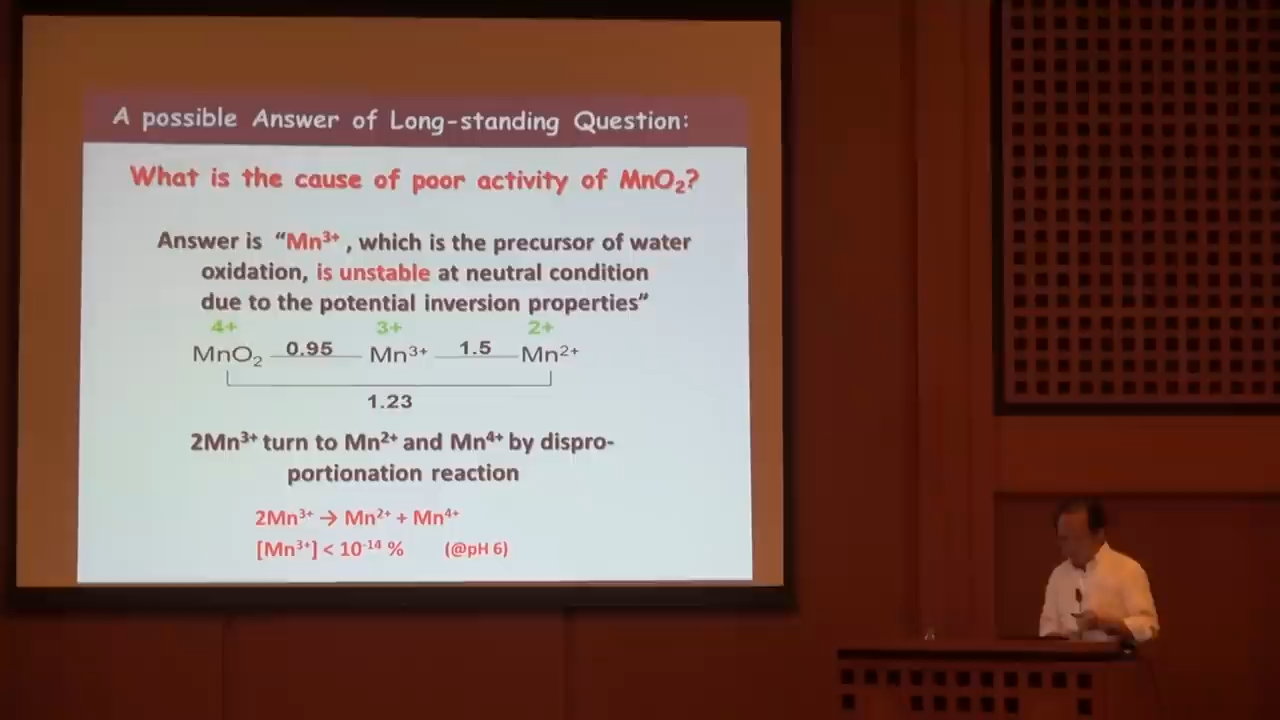 A possible Answer of Long-standing Question:
What is the cause of poor activity of MnO₂?
Answer is “Mn³⁺ , which is the precursor of water
oxidation, is unstable at neutral condition
due to the potential inversion properties”
4+ 3+ 2+
MnO₂ 0.95 Mn³⁺ 1.5 Mn²⁺
1.23
2Mn³⁺ turn to Mn²⁺ and Mn⁴⁺ by dispro-
portionation reaction
2Mn³⁺ → Mn²⁺ + Mn⁴⁺
[Mn³⁺] < 10⁻¹⁴ % (@pH 6)